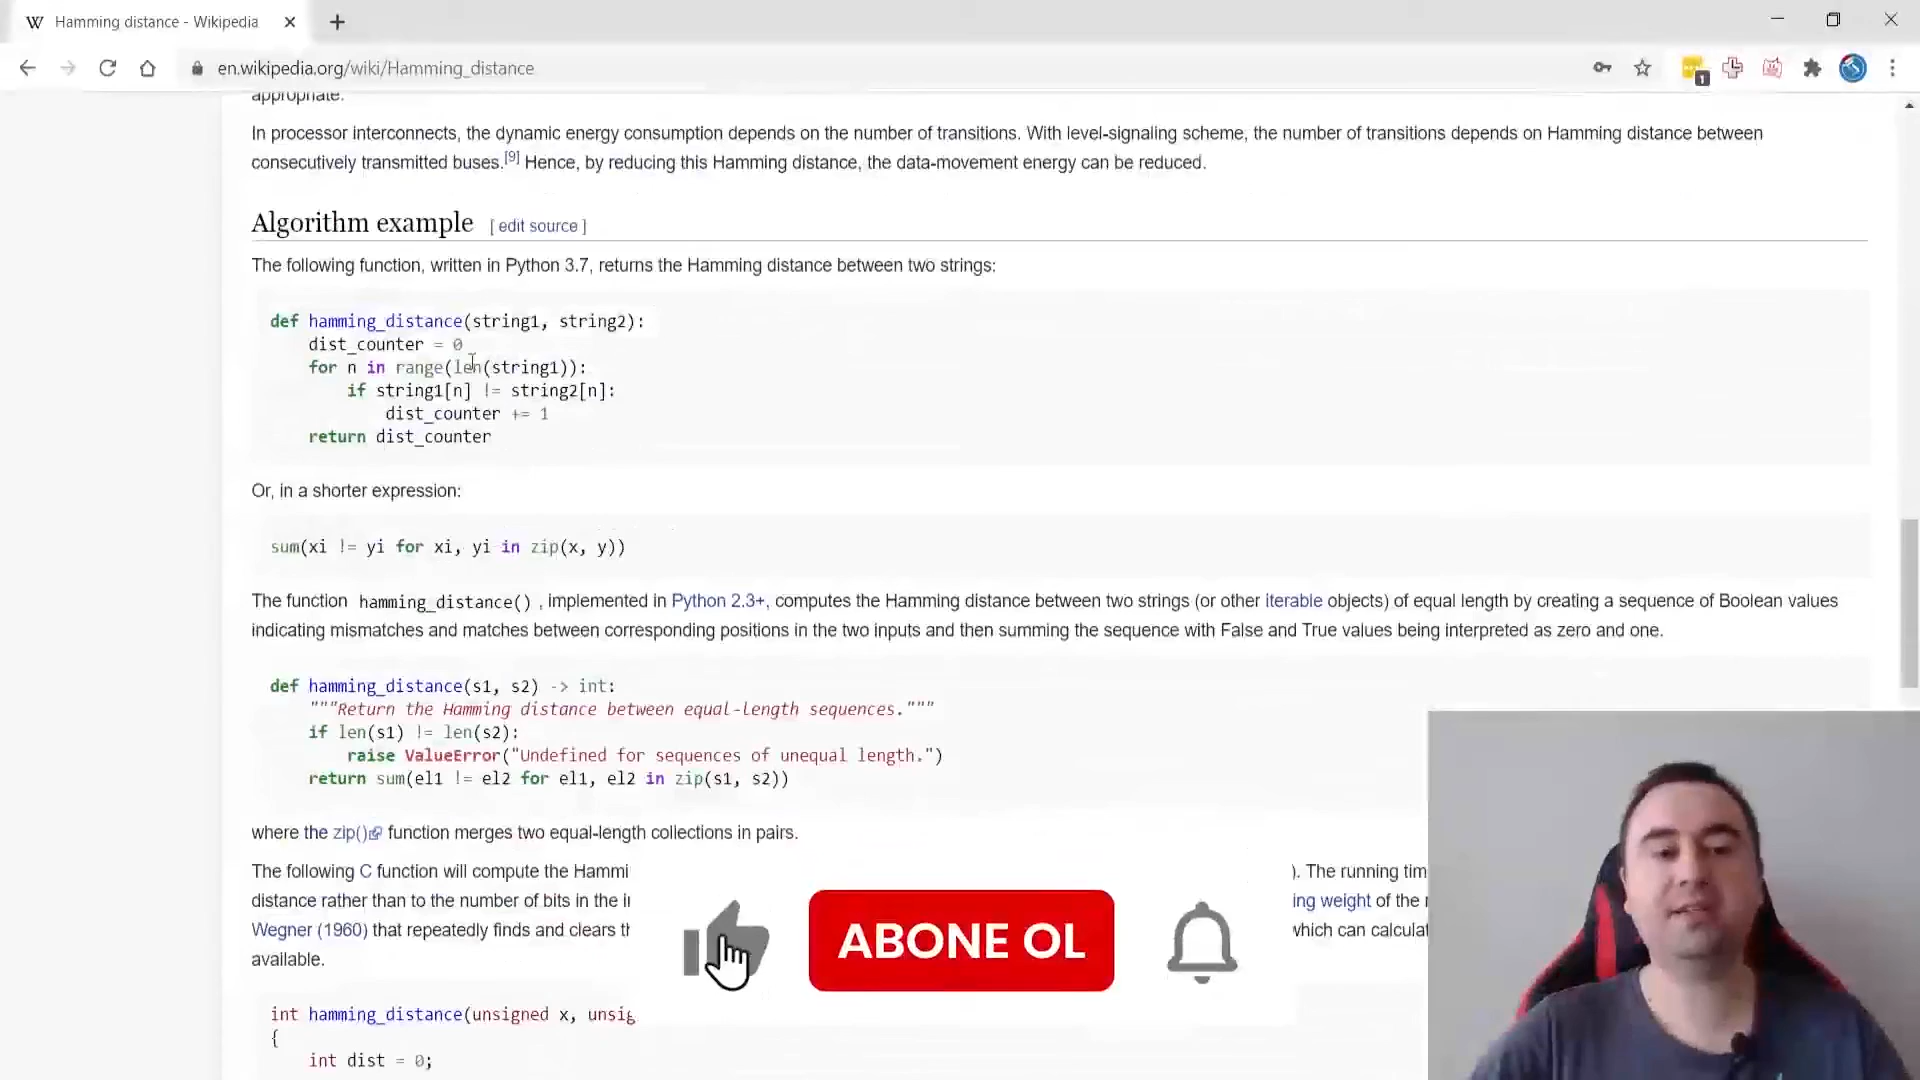 Hamming distance - Wikipedia
en.wikipedia.org/wiki/Hamming_distance
1
appropriate.
In processor interconnects, the dynamic energy consumption depends on the number of transitions. With level-signaling scheme, the number of transitions depends on Hamming distance between
consecutively transmitted buses.[9] Hence, by reducing this Hamming distance, the data-movement energy can be reduced.
Algorithm example [ edit source ]
The following function, written in Python 3.7, returns the Hamming distance between two strings:
def hamming_distance(string1, string2):
    dist_counter = 0
    for n in range(len(string1)):
        if string1[n] != string2[n]:
            dist_counter += 1
    return dist_counter
Or, in a shorter expression:
sum(xi != yi for xi, yi in zip(x, y))
The function hamming_distance() , implemented in Python 2.3+, computes the Hamming distance between two strings (or other iterable objects) of equal length by creating a sequence of Boolean values
indicating mismatches and matches between corresponding positions in the two inputs and then summing the sequence with False and True values being interpreted as zero and one.
def hamming_distance(s1, s2) -> int:
    """Return the Hamming distance between equal-length sequences."""
    if len(s1) != len(s2):
        raise ValueError("Undefined for sequences of unequal length.")
    return sum(el1 != el2 for el1, el2 in zip(s1, s2))
where the zip() function merges two equal-length collections in pairs.
The following C function will compute the Hammi ). The running tim
distance rather than to the number of bits in the i ing weight of the
Wegner (1960) that repeatedly finds and clears th which can calculat
available.
ABONE OL
int hamming_distance(unsigned x, unsig
{
    int dist = 0;